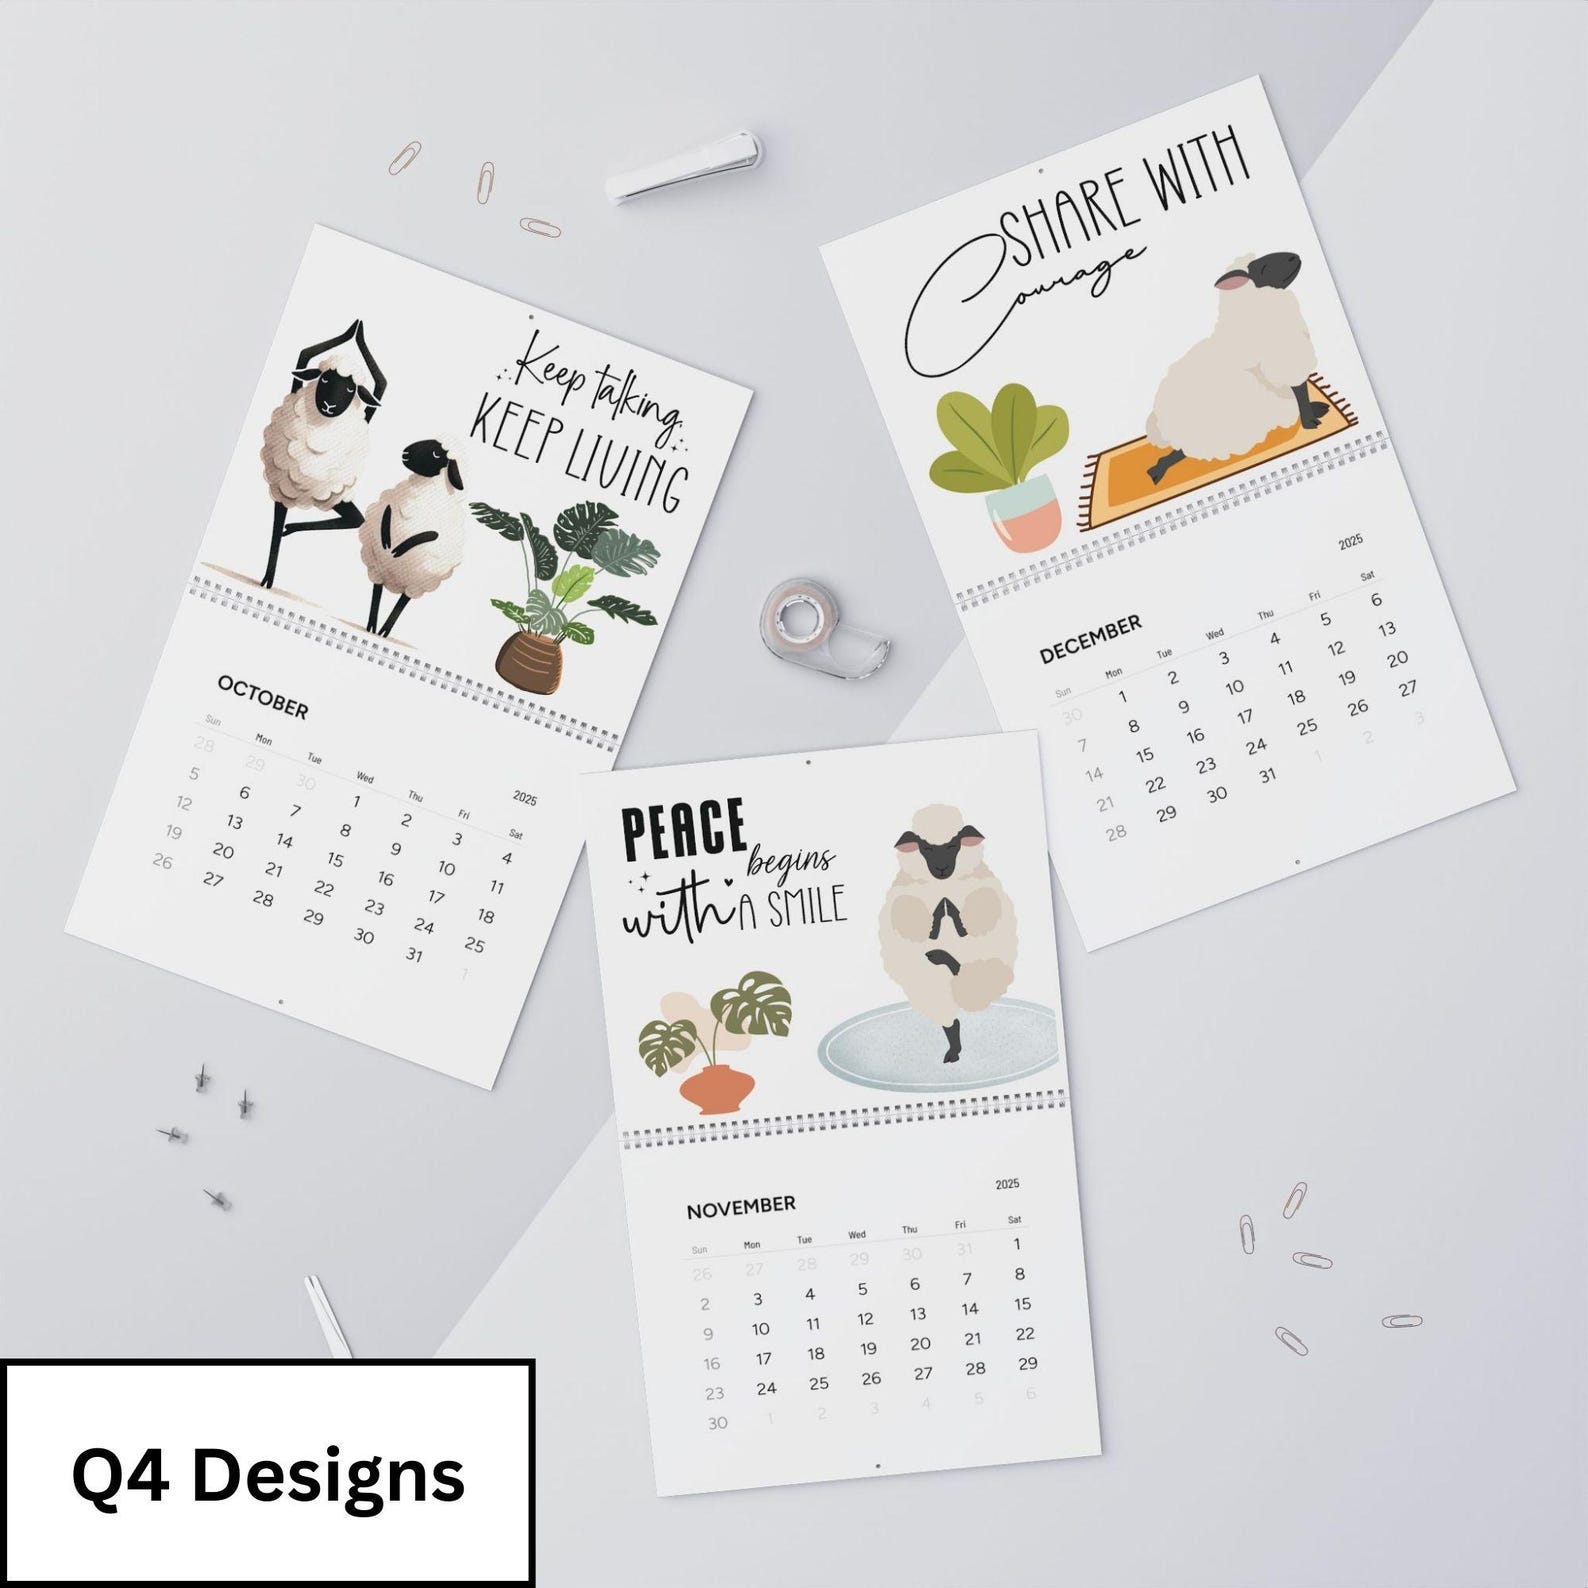 Keep talking,
KEEP LIVING
OCTOBER
2025
Sun Mon Tue Wed Thu Fri Sat
28 29 30 1 2 3 4
5 6 7 8 9 10 11
12 13 14 15 16 17 18
19 20 21 22 23 24 25
26 27 28 29 30 31 1
SHARE WITH
Courage
DECEMBER
2025
Sun Mon Tue Wed Thu Fri Sat
30 1 2 3 4 5 6
7 8 9 10 11 12 13
14 15 16 17 18 19 20
21 22 23 24 25 26 27
28 29 30 31 1 2 3
PEACE
begins
with A SMILE
NOVEMBER
2025
Sun Mon Tue Wed Thu Fri Sat
26 27 28 29 30 31 1
2 3 4 5 6 7 8
9 10 11 12 13 14 15
16 17 18 19 20 21 22
23 24 25 26 27 28 29
30 1 2 3 4 5 6
Q4 Designs